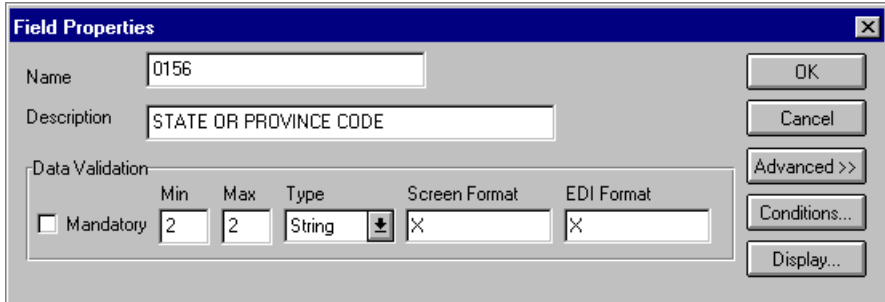 Field Properties
Name 0156 OK
Description STATE OR PROVINCE CODE Cancel
Data Validation Advanced >>
Min Max Type Screen Format EDI Format
Mandatory 2 2 String X X Conditions...
Display...